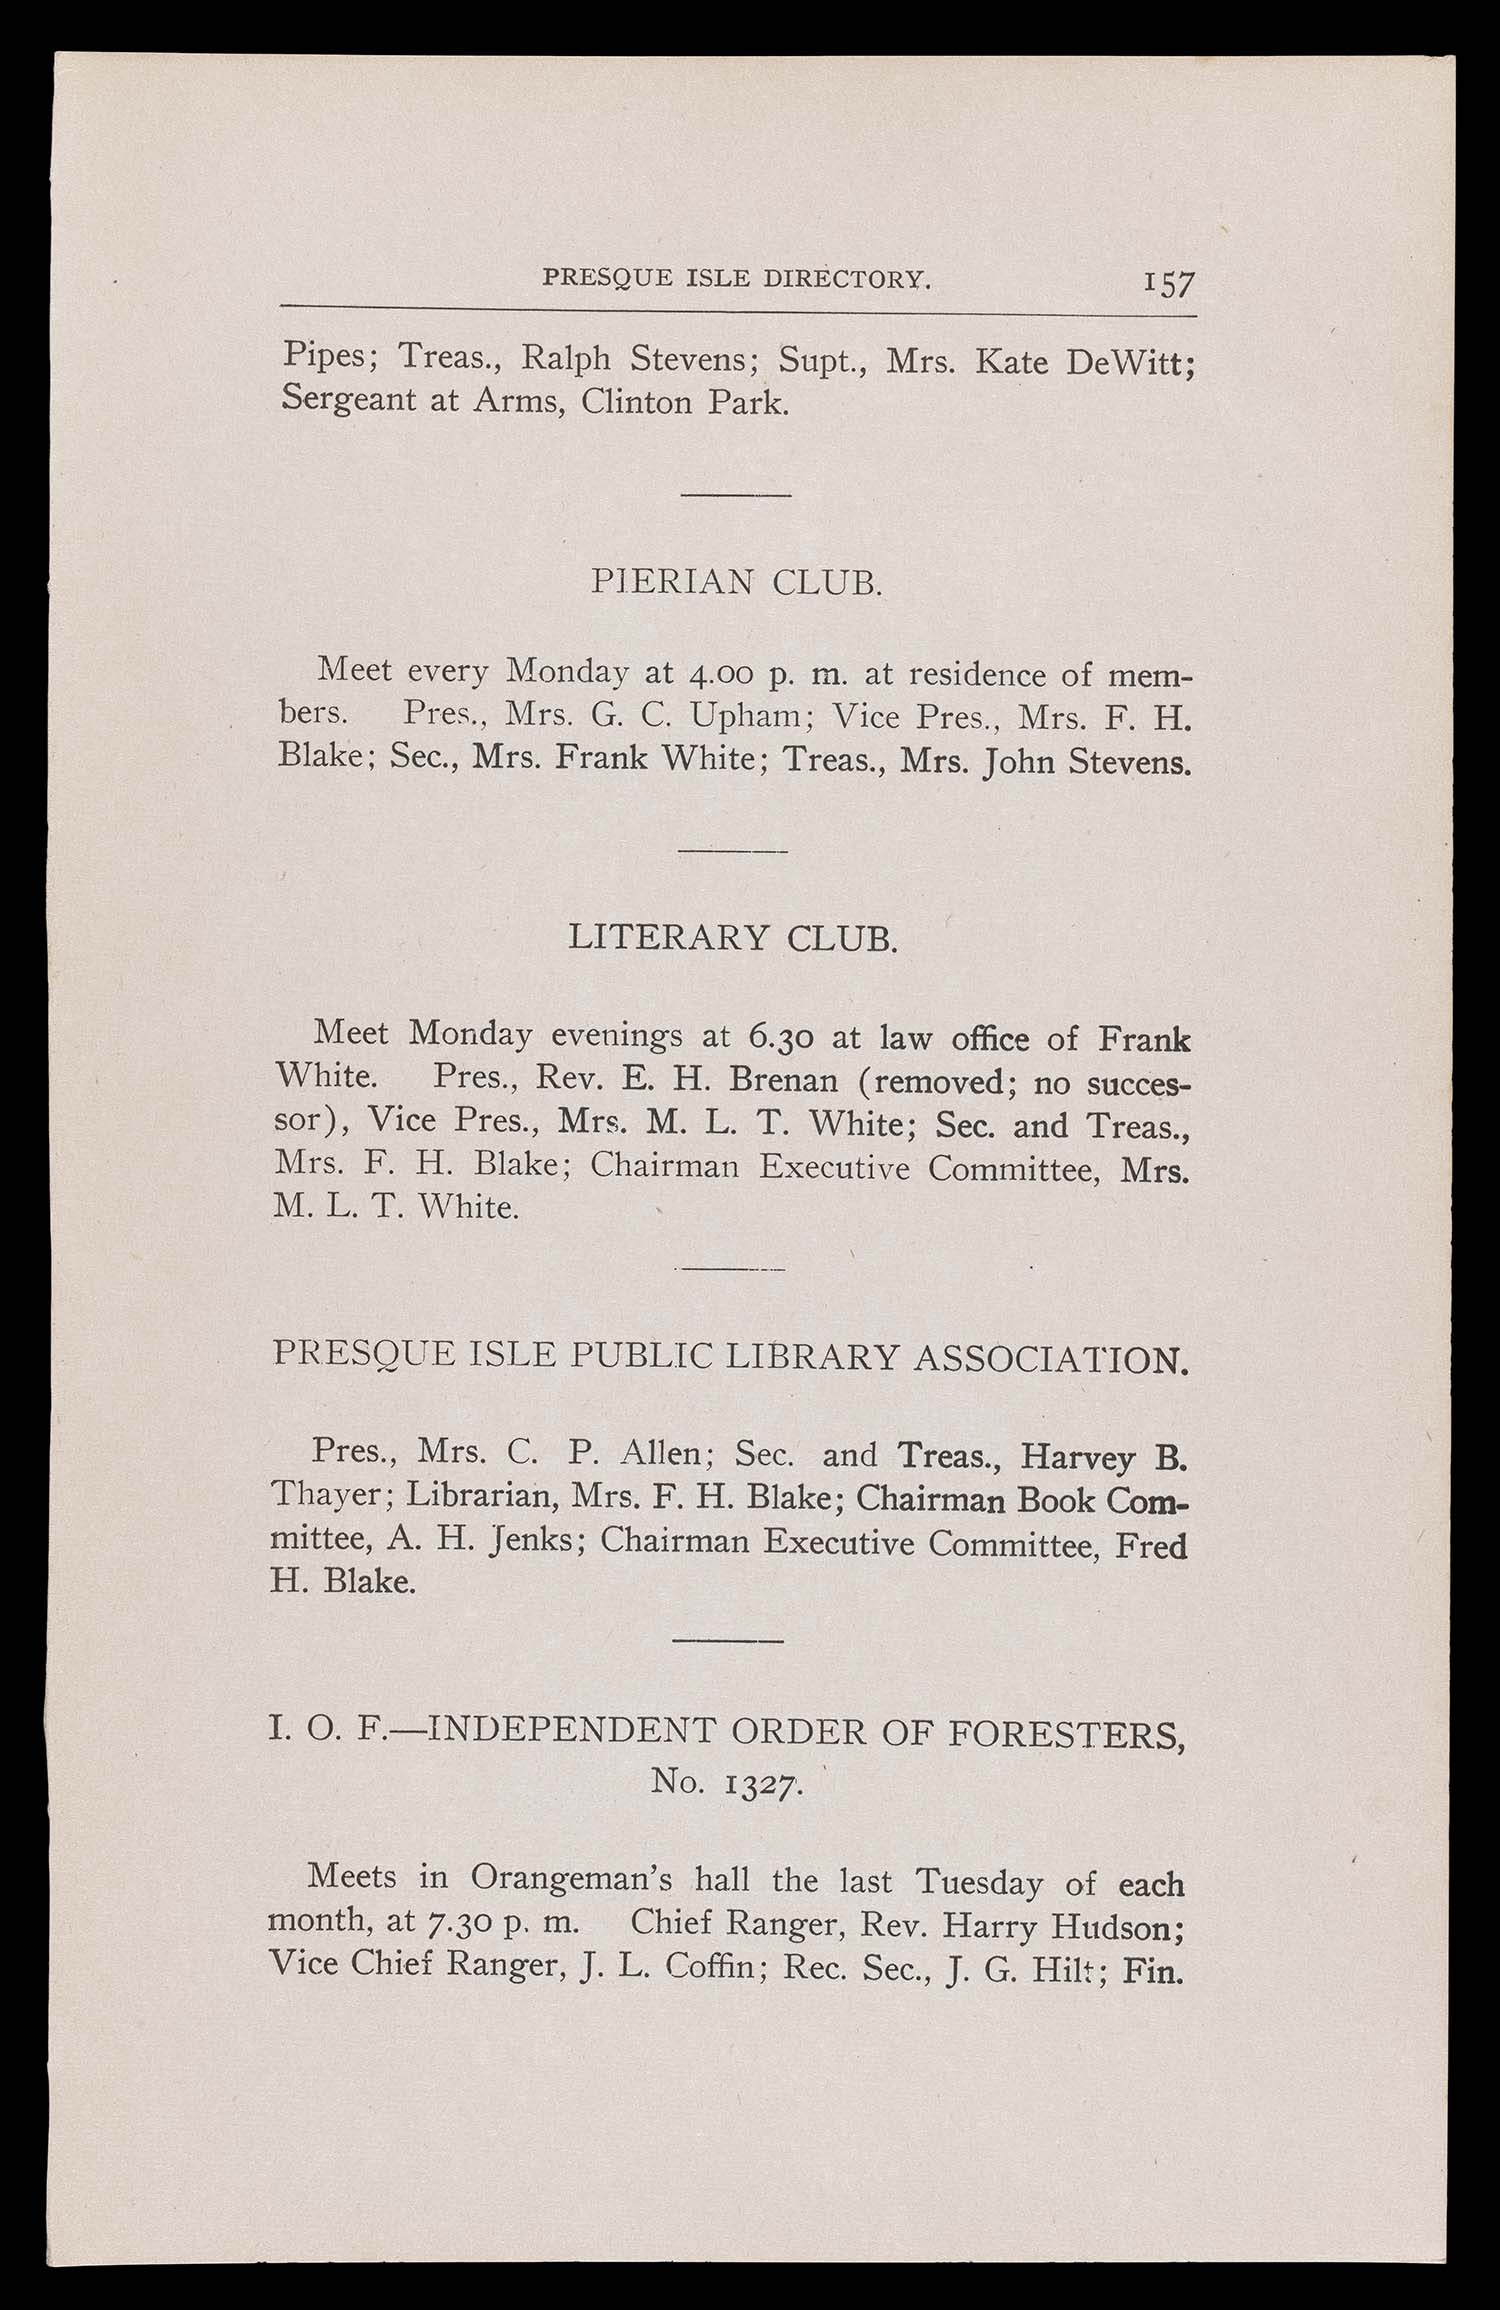 PRESQUE ISLE DIRECTORY. 157
Pipes; Treas., Ralph Stevens; Supt., Mrs. Kate DeWitt;
Sergeant at Arms, Clinton Park.
PIERIAN CLUB.
Meet every Monday at 4.00 p. m. at residence of mem-
bers. Pres., Mrs. G. C. Upham; Vice Pres., Mrs. F. H.
Blake; Sec., Mrs. Frank White; Treas., Mrs. John Stevens.
LITERARY CLUB.
Meet Monday evenings at 6.30 at law office of Frank
White. Pres., Rev. E. H. Brenan (removed; no succes-
sor), Vice Pres., Mrs. M. L. T. White; Sec. and Treas.,
Mrs. F. H. Blake; Chairman Executive Committee, Mrs.
M. L. T. White.
PRESQUE ISLE PUBLIC LIBRARY ASSOCIATION.
Pres., Mrs. C. P. Allen; Sec. and Treas., Harvey B.
Thayer; Librarian, Mrs. F. H. Blake; Chairman Book Com-
mittee, A. H. Jenks; Chairman Executive Committee, Fred
H. Blake.
I. O. F.—INDEPENDENT ORDER OF FORESTERS,
No. 1327.
Meets in Orangeman's hall the last Tuesday of each
month, at 7.30 p. m. Chief Ranger, Rev. Harry Hudson;
Vice Chief Ranger, J. L. Coffin; Rec. Sec., J. G. Hilt; Fin.